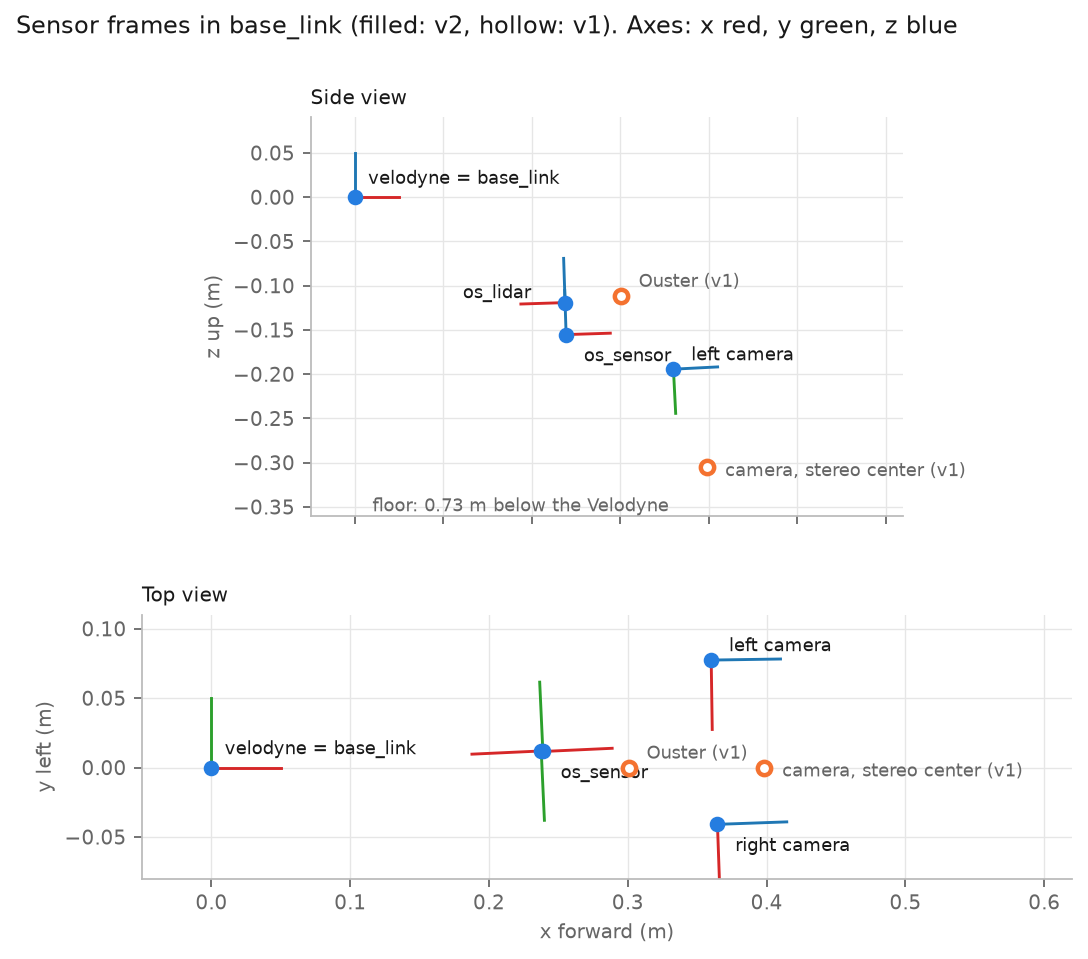 Sensor frames in base_link (filled: v2, hollow: v1). Axes: x red, y green, z blue
Side view
0.05
velodyne = base_link
0.00
−0.05
−0.10
Ouster (v1)
os_lidar
−0.15
os_sensor
left camera
−0.20
−0.25
−0.30
camera, stereo center (v1)
floor: 0.73 m below the Velodyne
−0.35
z up (m)
Top view
0.10
left camera
0.05
velodyne = base_link
Ouster (v1)
0.00
os_sensor
camera, stereo center (v1)
−0.05
right camera
y left (m)
0.0 0.1 0.2 0.3 0.4 0.5 0.6
x forward (m)